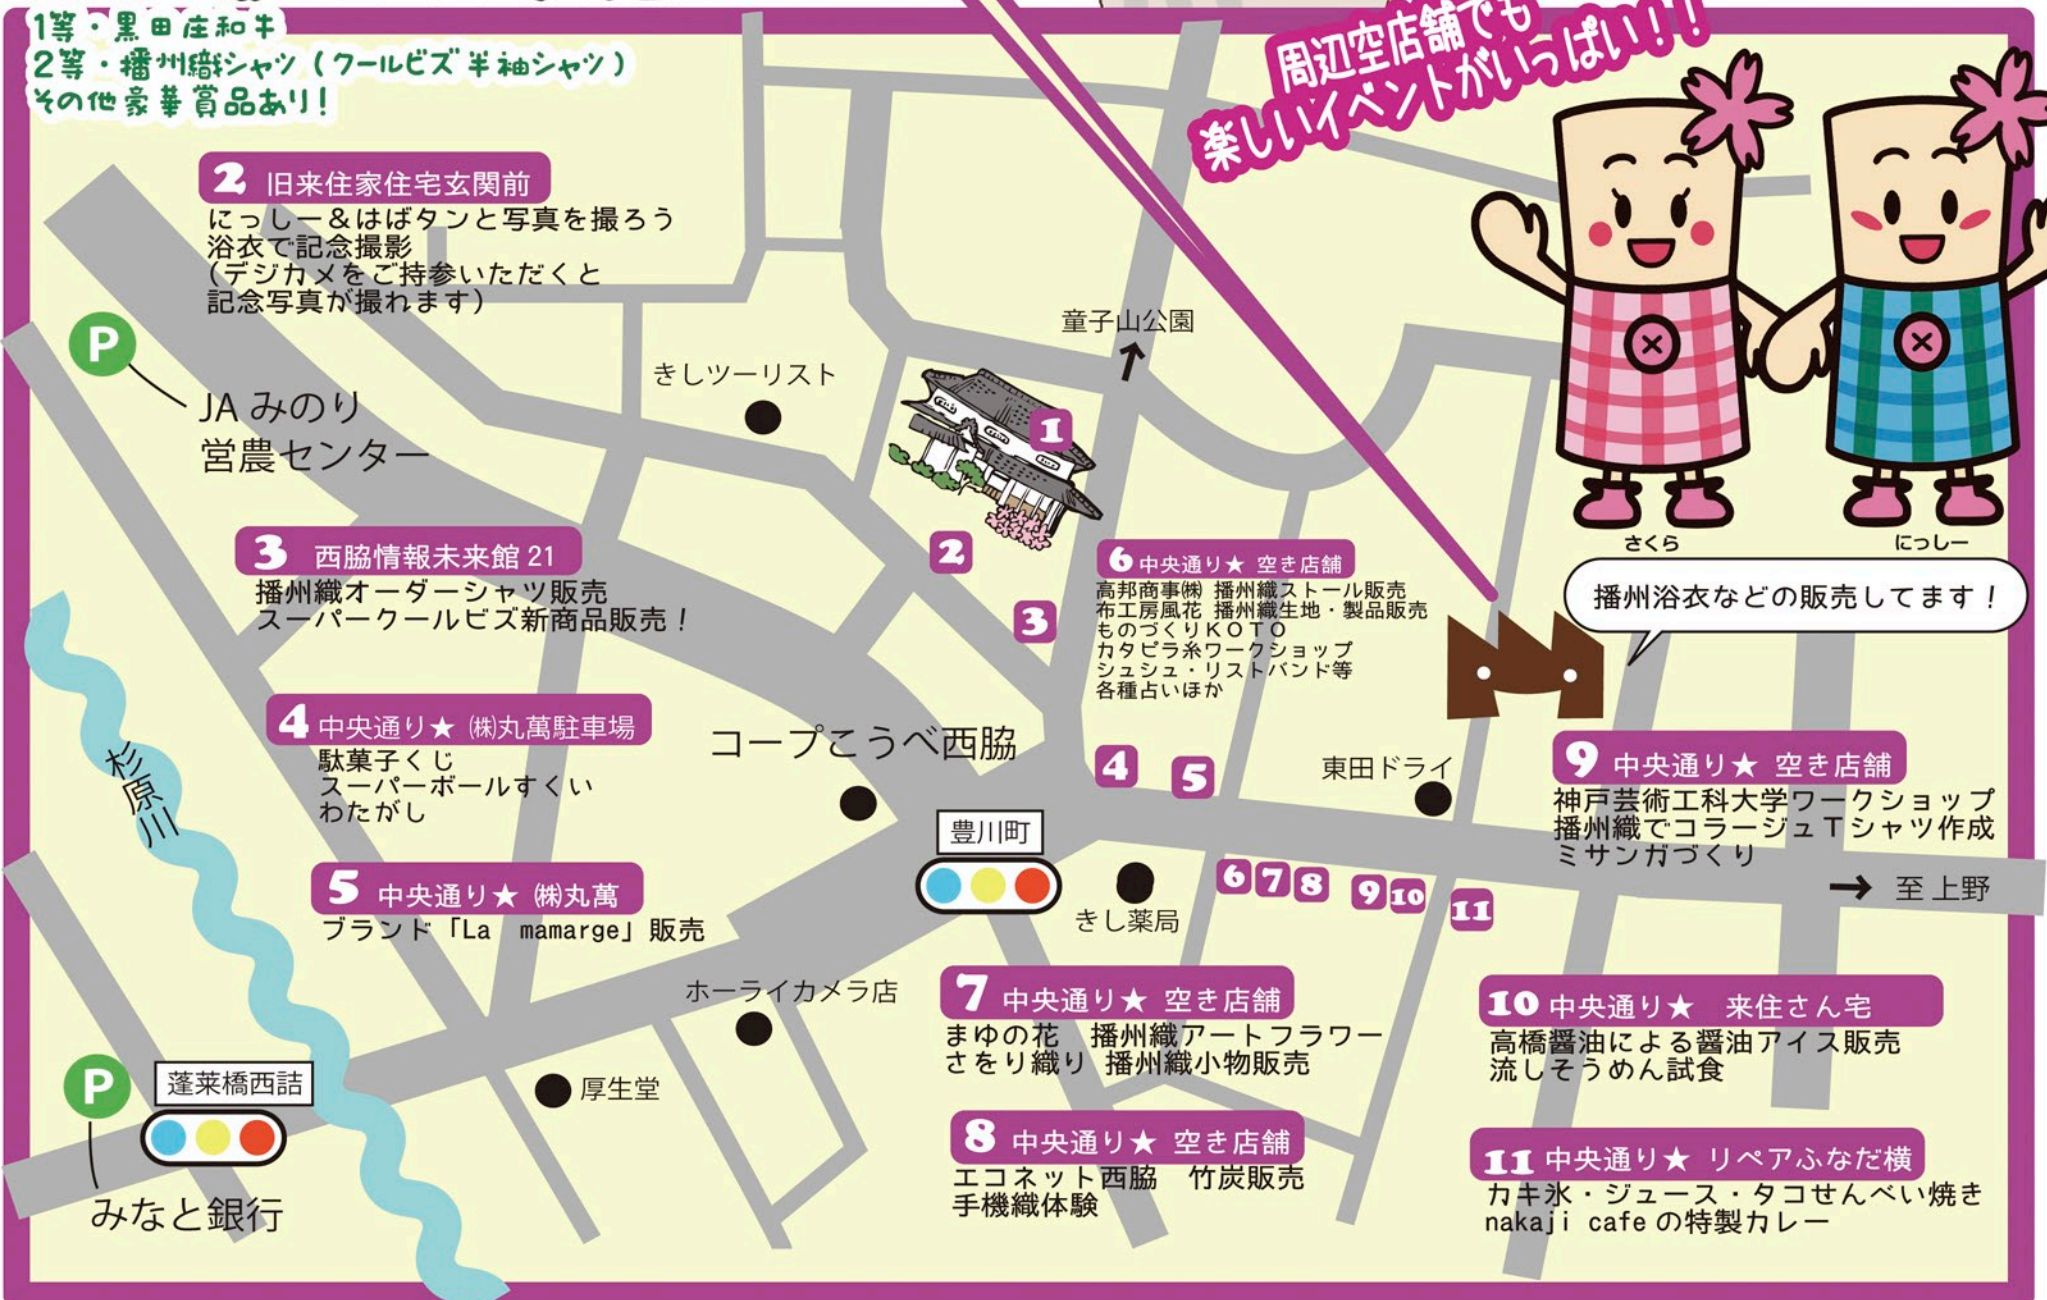 1等・黒田庄和牛
2等・播州織シャツ（クールビズ半袖シャツ）
その他豪華賞品あり！
周辺空店舗でも
楽しいイベントがいっぱい！！
2 旧来住家住宅玄関前
にっしー＆はばタンと写真を撮ろう
浴衣で記念撮影
（デジカメをご持参いただくと
記念写真が撮れます）
P
JAみのり
営農センター
きしツーリスト
童子山公園
↑
1
2
3
さくら
にっしー
播州浴衣などの販売してます！
3 西脇情報未来館21
播州織オーダーシャツ販売
スーパークールビズ新商品販売！
6 中央通り★ 空き店舗
高邦商事㈱ 播州織ストール販売
布工房風花 播州織生地・製品販売
ものづくりＫＯＴＯ
カタピラ糸ワークショップ
シュシュ・リストバンド等
各種占いほか
4 中央通り★ ㈱丸萬駐車場
駄菓子くじ
スーパーボールすくい
わたがし
杉原川
コープこうべ西脇
4
5
東田ドライ
9 中央通り★ 空き店舗
神戸芸術工科大学ワークショップ
播州織でコラージュＴシャツ作成
ミサンガづくり
豊川町
5 中央通り★ ㈱丸萬
ブランド「La mamarge」販売
きし薬局
6 7 8 9 10 11
→ 至 上野
ホーライカメラ店
7 中央通り★ 空き店舗
まゆの花 播州織アートフラワー
さをり織り 播州織小物販売
10 中央通り★ 来住さん宅
高橋醤油による醤油アイス販売
流しそうめん試食
P
蓬莱橋西詰
厚生堂
みなと銀行
8 中央通り★ 空き店舗
エコネット西脇 竹炭販売
手機織体験
11 中央通り★ リペアふなだ横
カキ氷・ジュース・タコせんべい焼き
nakaji cafeの特製カレー